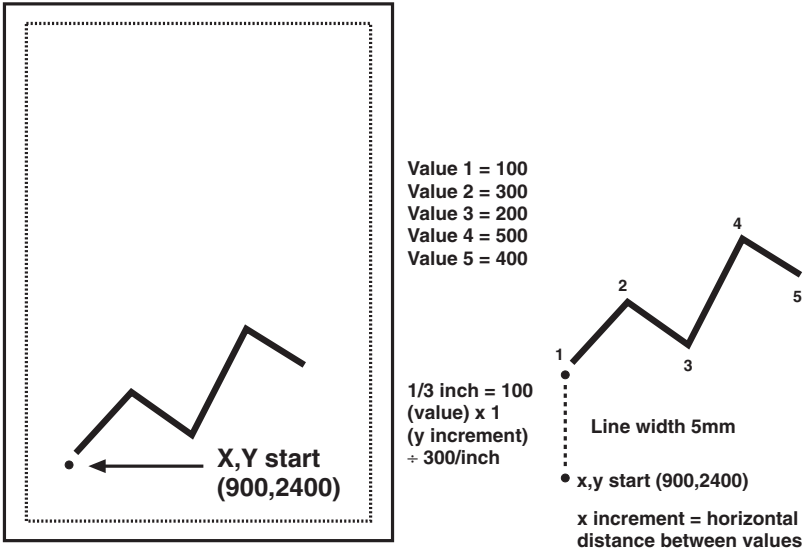 X,Y start
(900,2400)
Value 1 = 100
Value 2 = 300
Value 3 = 200
Value 4 = 500
Value 5 = 400
1/3 inch = 100
(value) x 1
(y increment)
÷ 300/inch
1
2
3
4
5
Line width 5mm
x,y start (900,2400)
x increment = horizontal
distance between values